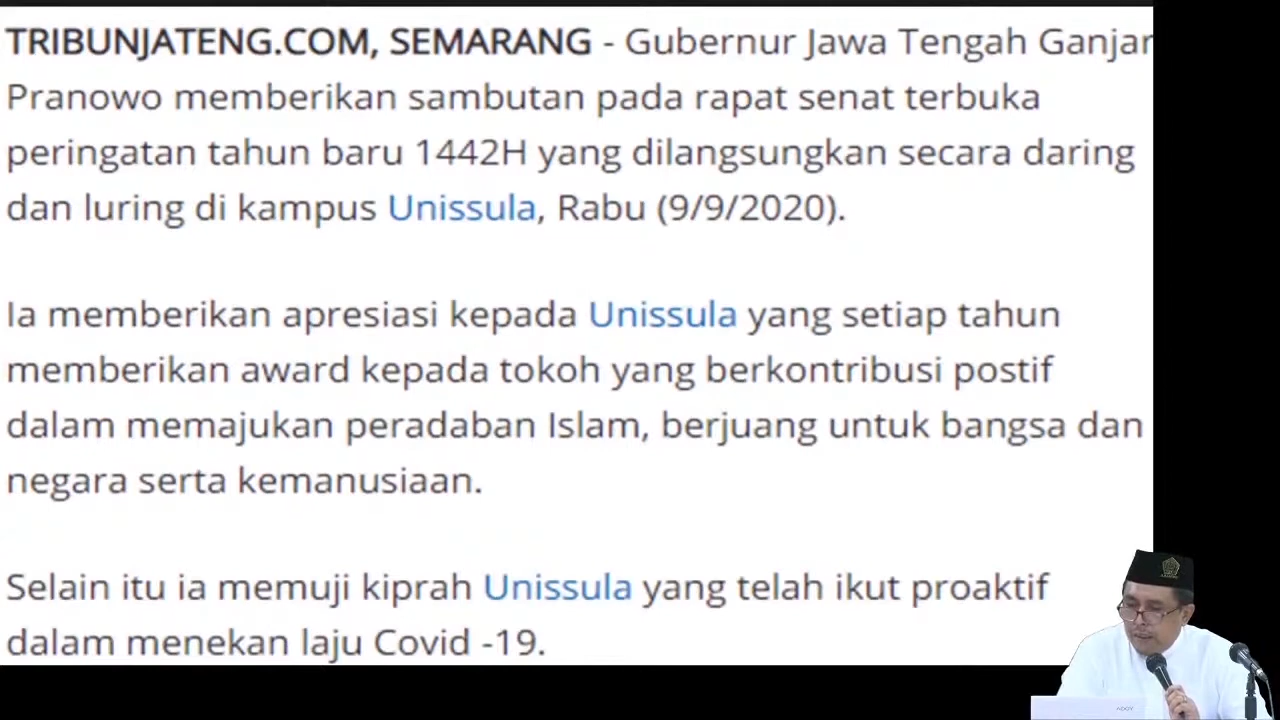 TRIBUNJATENG.COM, SEMARANG - Gubernur Jawa Tengah Ganjar
Pranowo memberikan sambutan pada rapat senat terbuka
peringatan tahun baru 1442H yang dilangsungkan secara daring
dan luring di kampus Unissula, Rabu (9/9/2020).
Ia memberikan apresiasi kepada Unissula yang setiap tahun
memberikan award kepada tokoh yang berkontribusi postif
dalam memajukan peradaban Islam, berjuang untuk bangsa dan
negara serta kemanusiaan.
Selain itu ia memuji kiprah Unissula yang telah ikut proaktif
dalam menekan laju Covid -19.